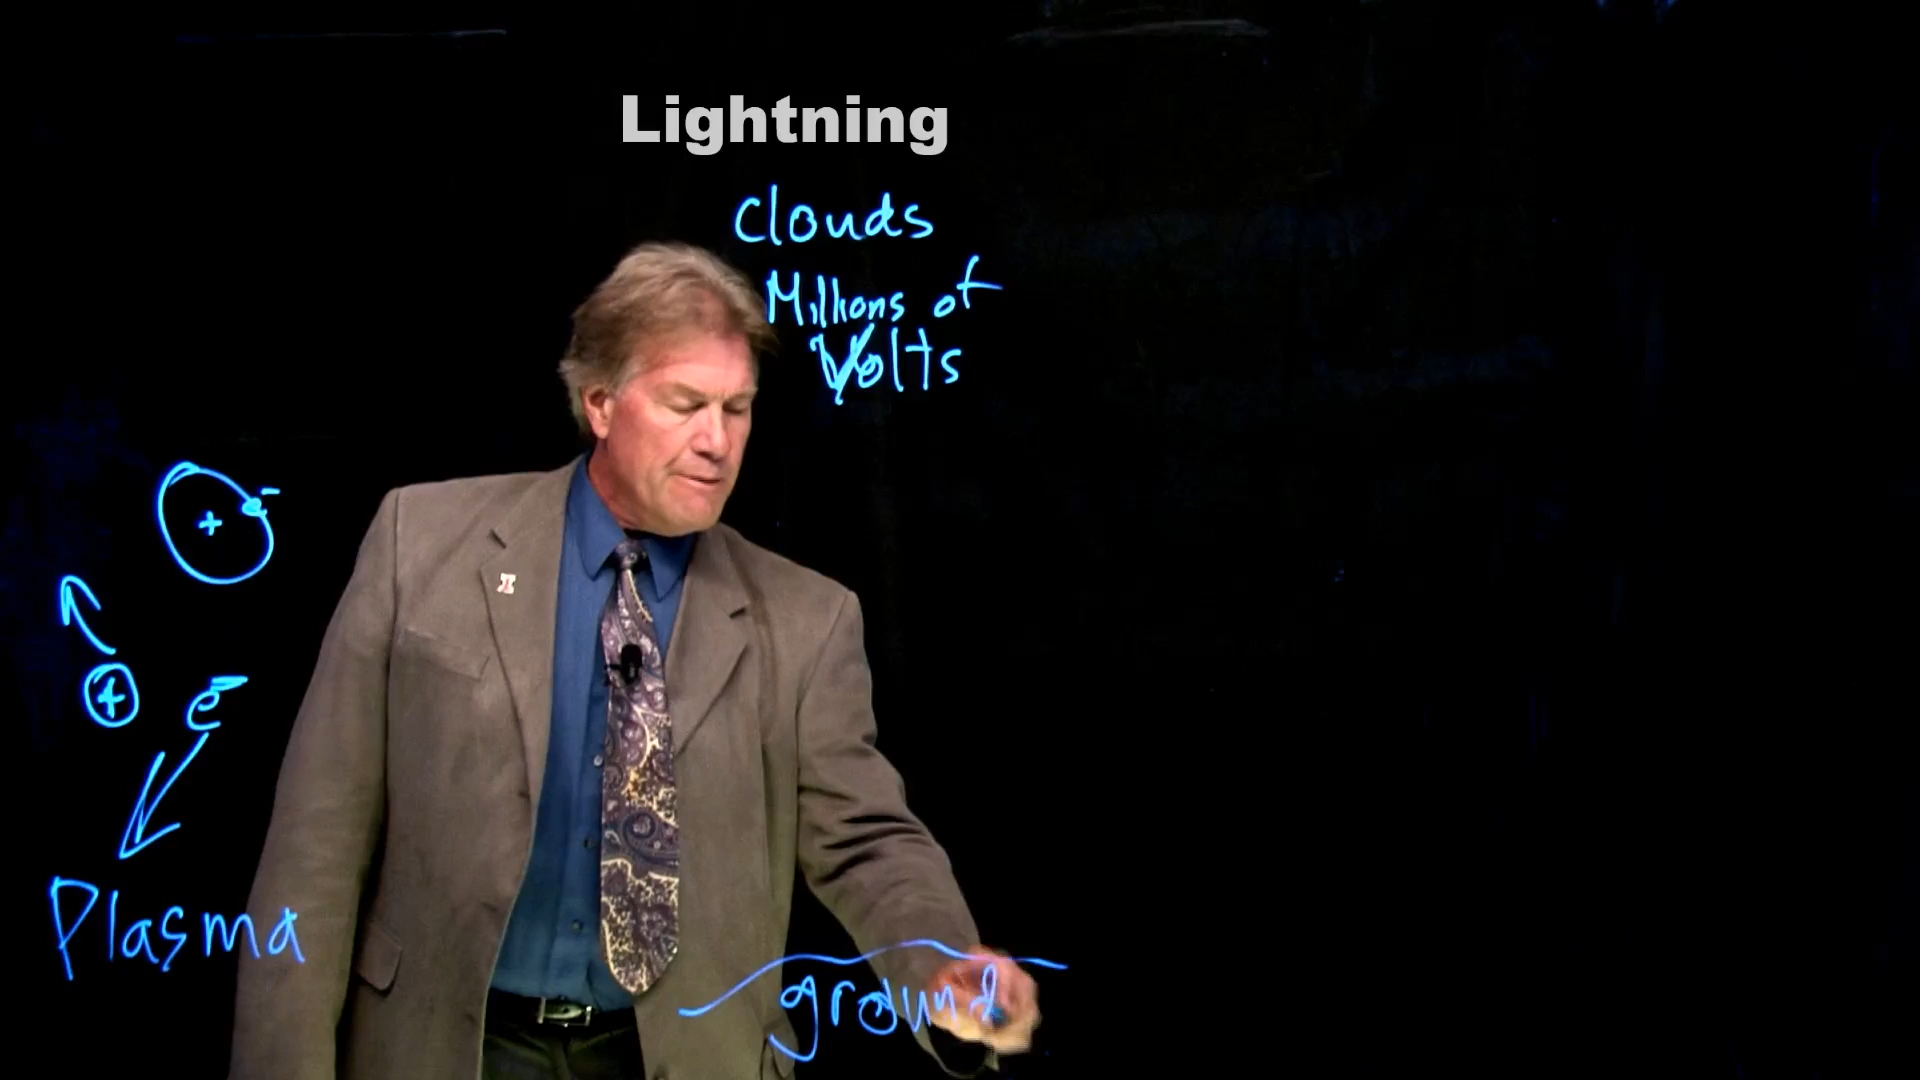 Lightning
Clouds
Millions of
Volts
+ e-
+ e-
Plasma
ground